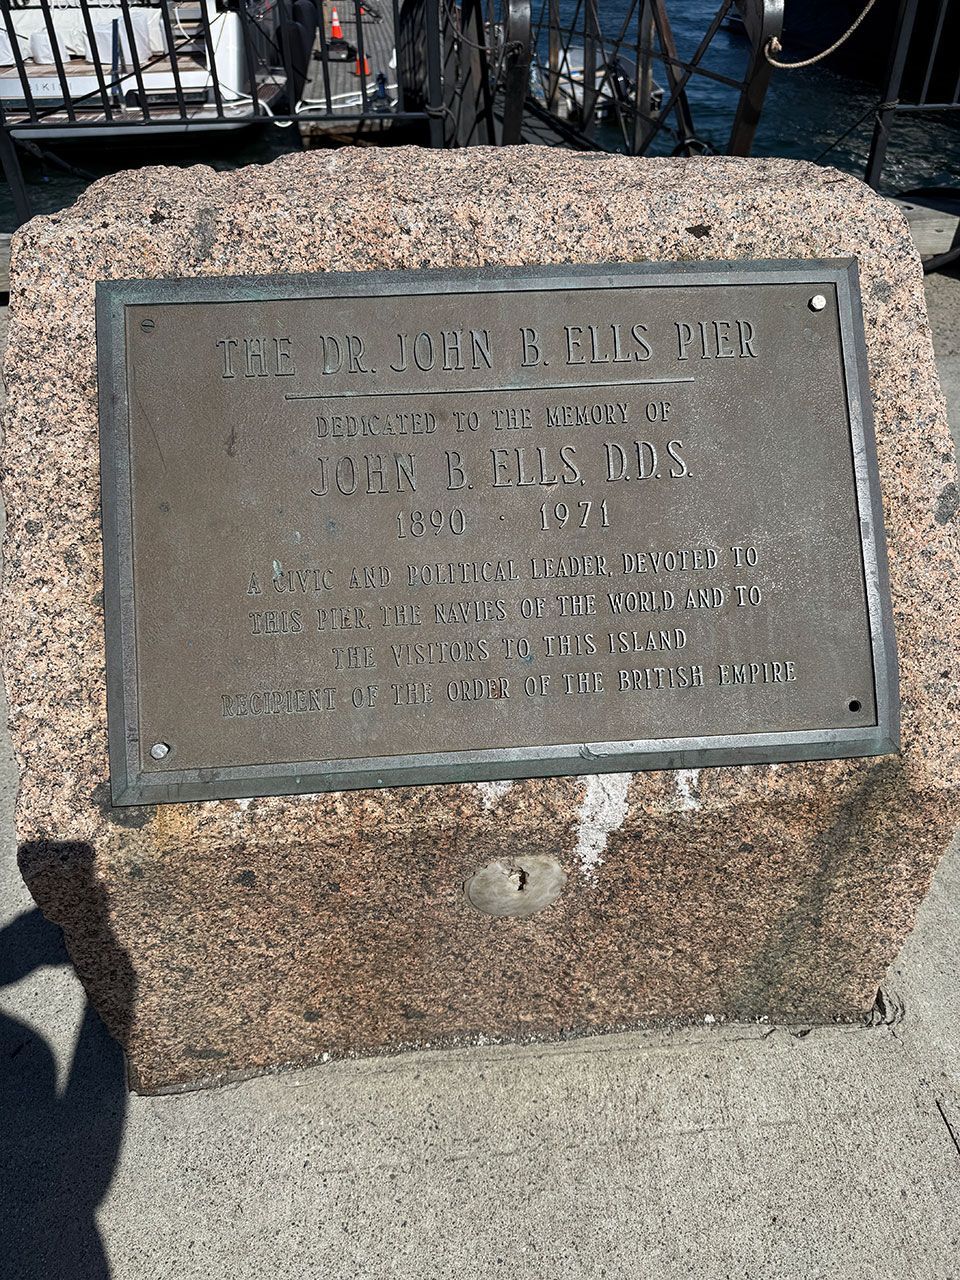 THE DR. JOHN B. ELLS PIER
DEDICATED TO THE MEMORY OF
JOHN B. ELLS, D.D.S.
1890 · 1971
A CIVIC AND POLITICAL LEADER, DEVOTED TO
THIS PIER, THE NAVIES OF THE WORLD AND TO
THE VISITORS TO THIS ISLAND
RECIPIENT OF THE ORDER OF THE BRITISH EMPIRE